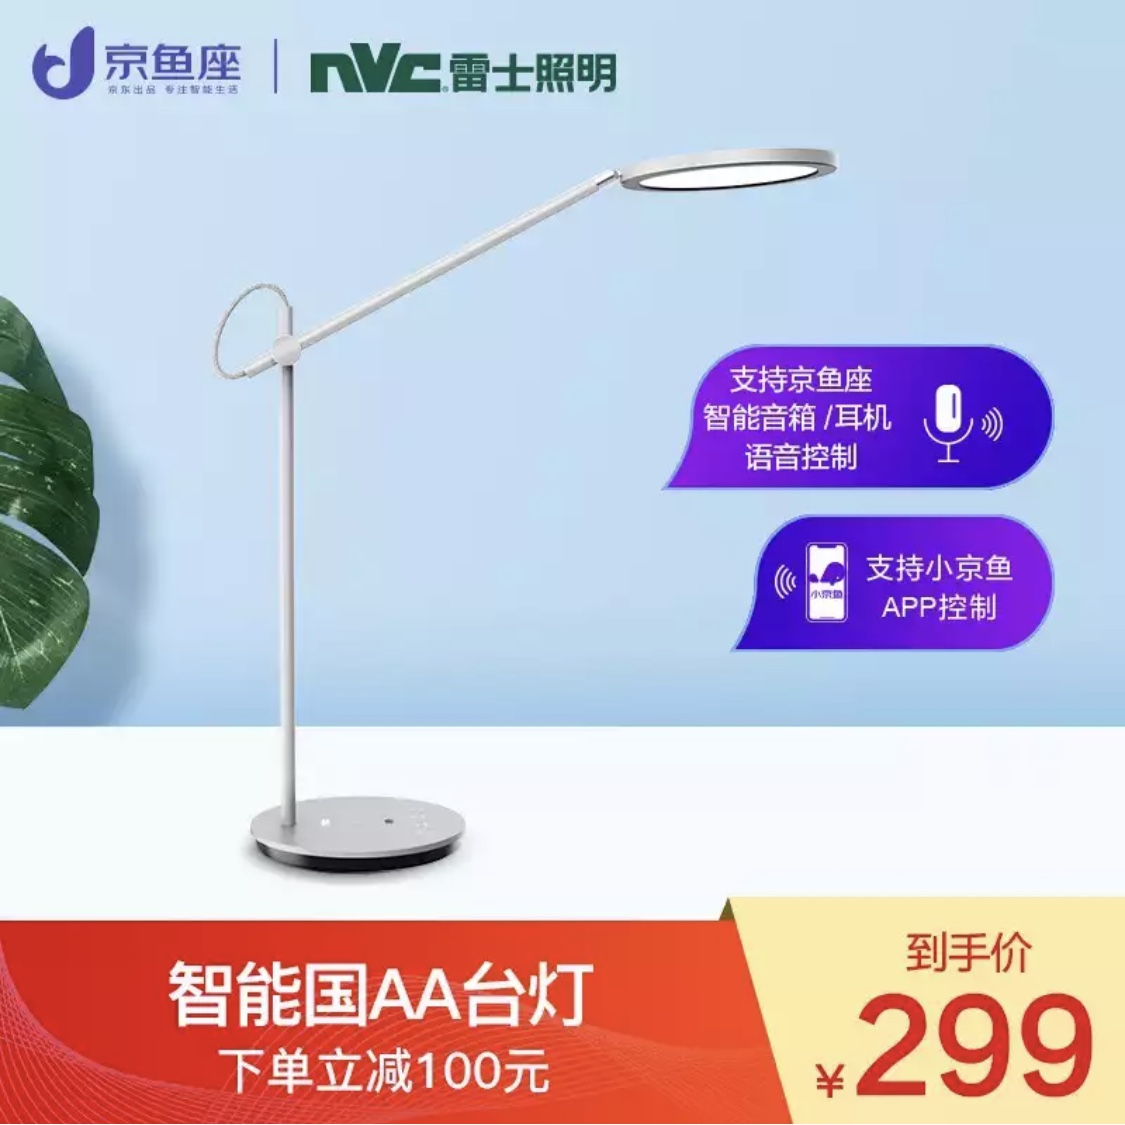 京鱼座
京东出品 专注智能生活
nVc雷士照明
支持京鱼座
智能音箱/耳机
语音控制
小京鱼
支持小京鱼
APP控制
智能国AA台灯
下单立减100元
到手价
¥299